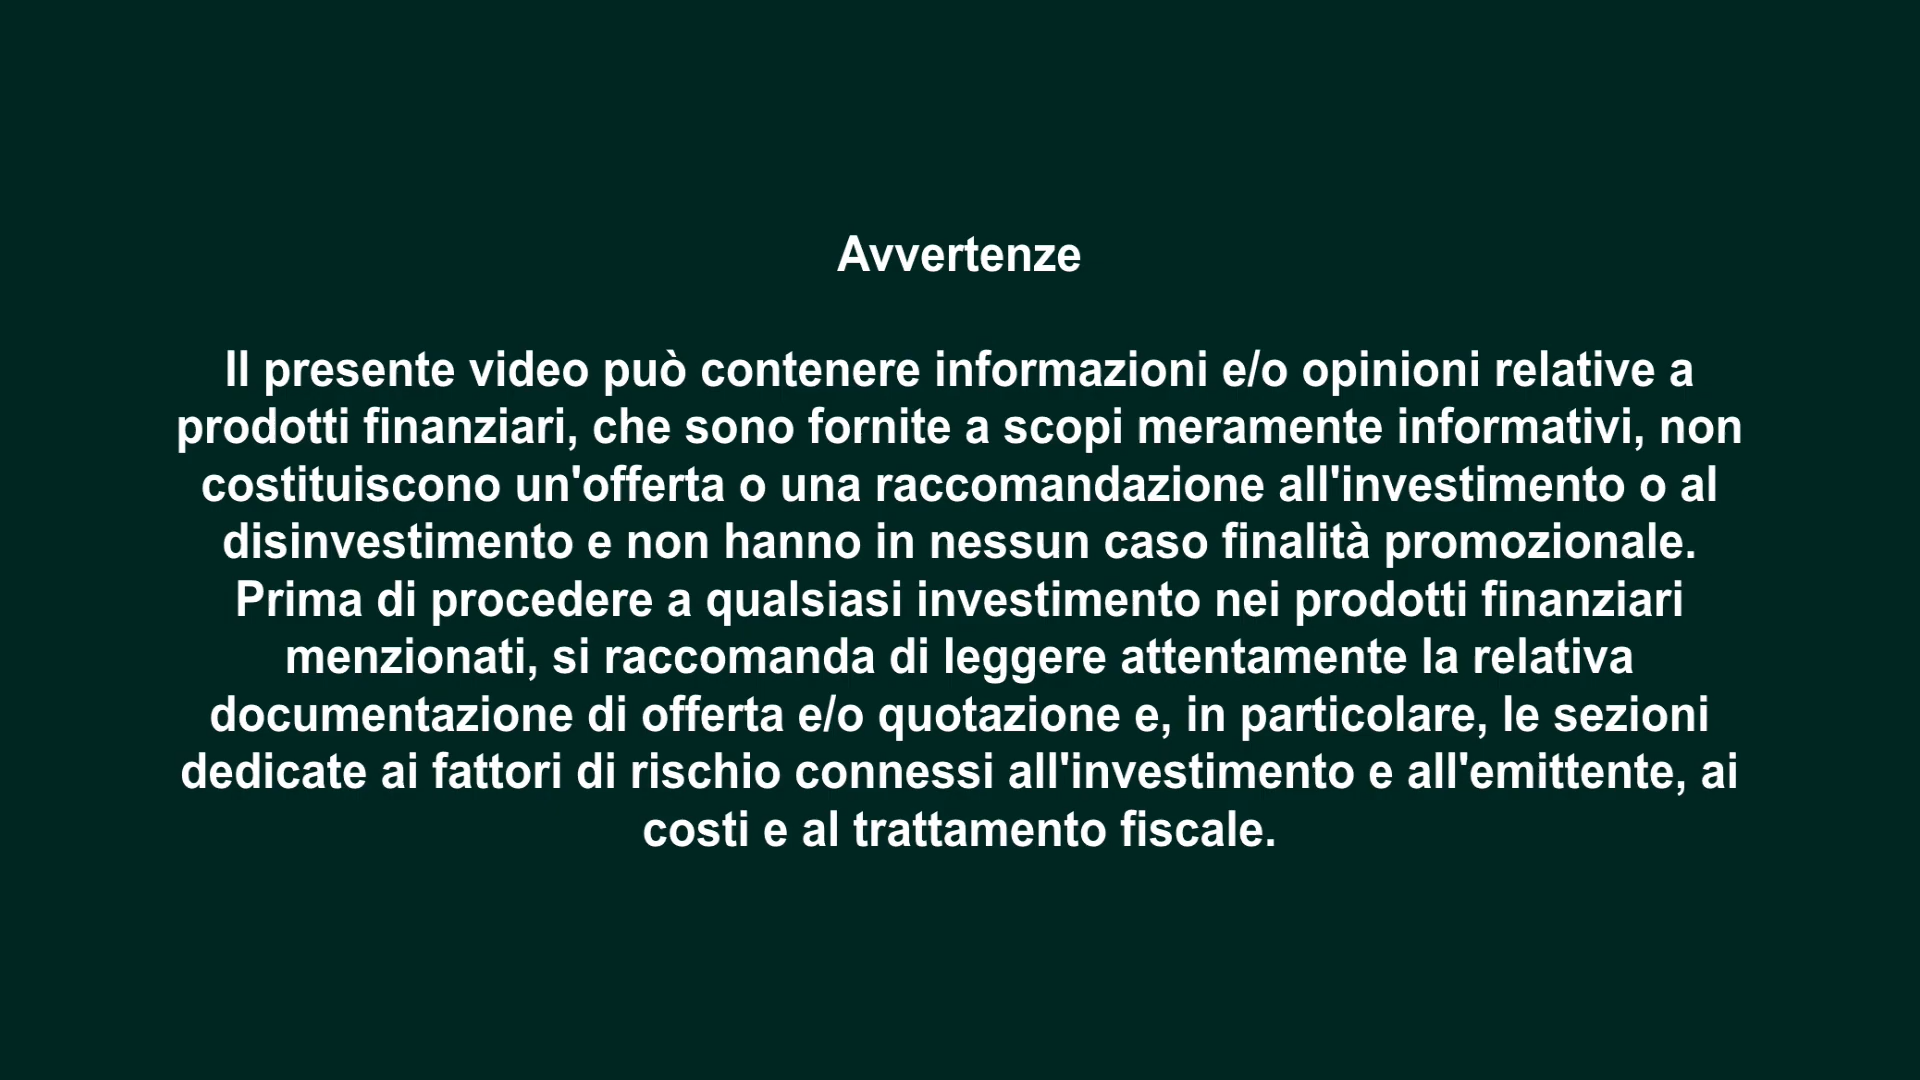 Avvertenze
Il presente video può contenere informazioni e/o opinioni relative a
prodotti finanziari, che sono fornite a scopi meramente informativi, non
costituiscono un'offerta o una raccomandazione all'investimento o al
disinvestimento e non hanno in nessun caso finalità promozionale.
Prima di procedere a qualsiasi investimento nei prodotti finanziari
menzionati, si raccomanda di leggere attentamente la relativa
documentazione di offerta e/o quotazione e, in particolare, le sezioni
dedicate ai fattori di rischio connessi all'investimento e all'emittente, ai
costi e al trattamento fiscale.